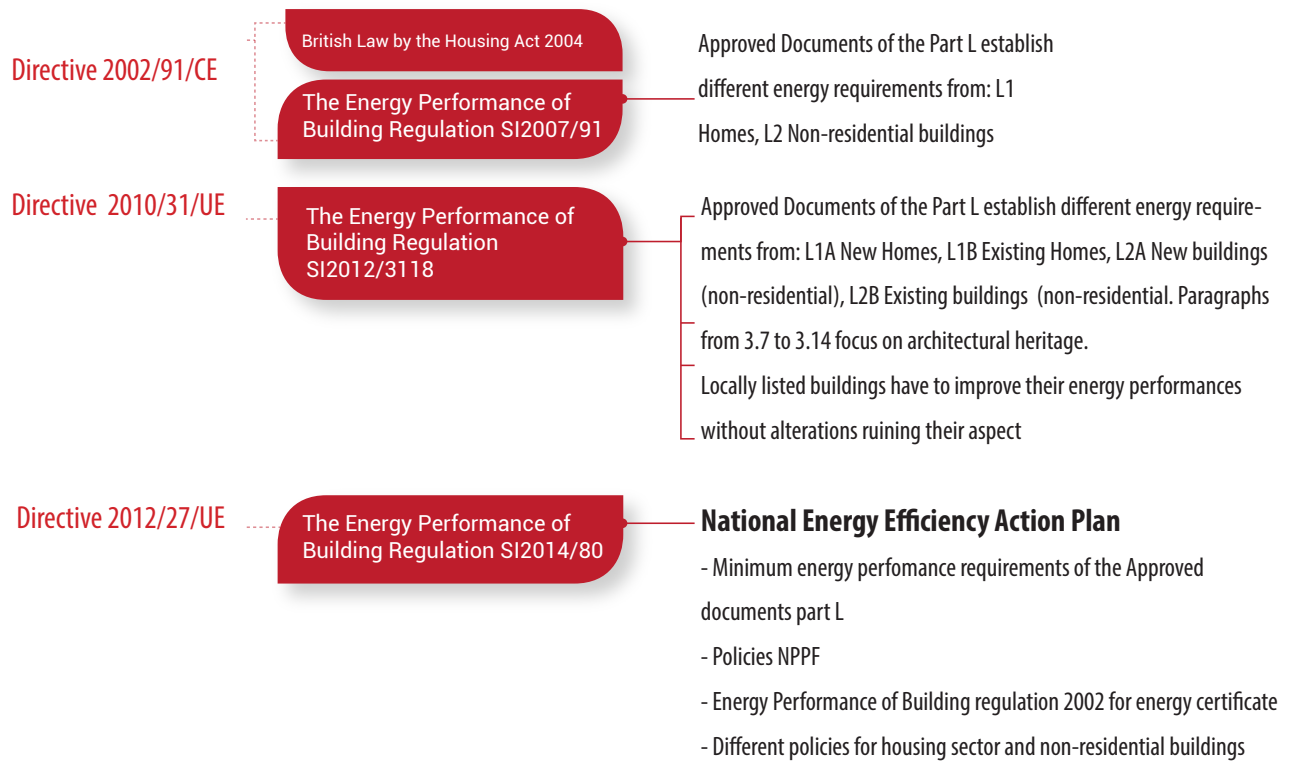 Directive 2002/91/CE
British Law by the Housing Act 2004
The Energy Performance of
Building Regulation SI2007/91
Approved Documents of the Part L establish
different energy requirements from: L1
Homes, L2 Non-residential buildings
Directive 2010/31/UE
The Energy Performance of
Building Regulation
SI2012/3118
Approved Documents of the Part L establish different energy require-
ments from: L1A New Homes, L1B Existing Homes, L2A New buildings
(non-residential), L2B Existing buildings (non-residential. Paragraphs
from 3.7 to 3.14 focus on architectural heritage.
Locally listed buildings have to improve their energy performances
without alterations ruining their aspect
Directive 2012/27/UE
The Energy Performance of
Building Regulation SI2014/80
National Energy Efficiency Action Plan
- Minimum energy perfomance requirements of the Approved
documents part L
- Policies NPPF
- Energy Performance of Building regulation 2002 for energy certificate
- Different policies for housing sector and non-residential buildings